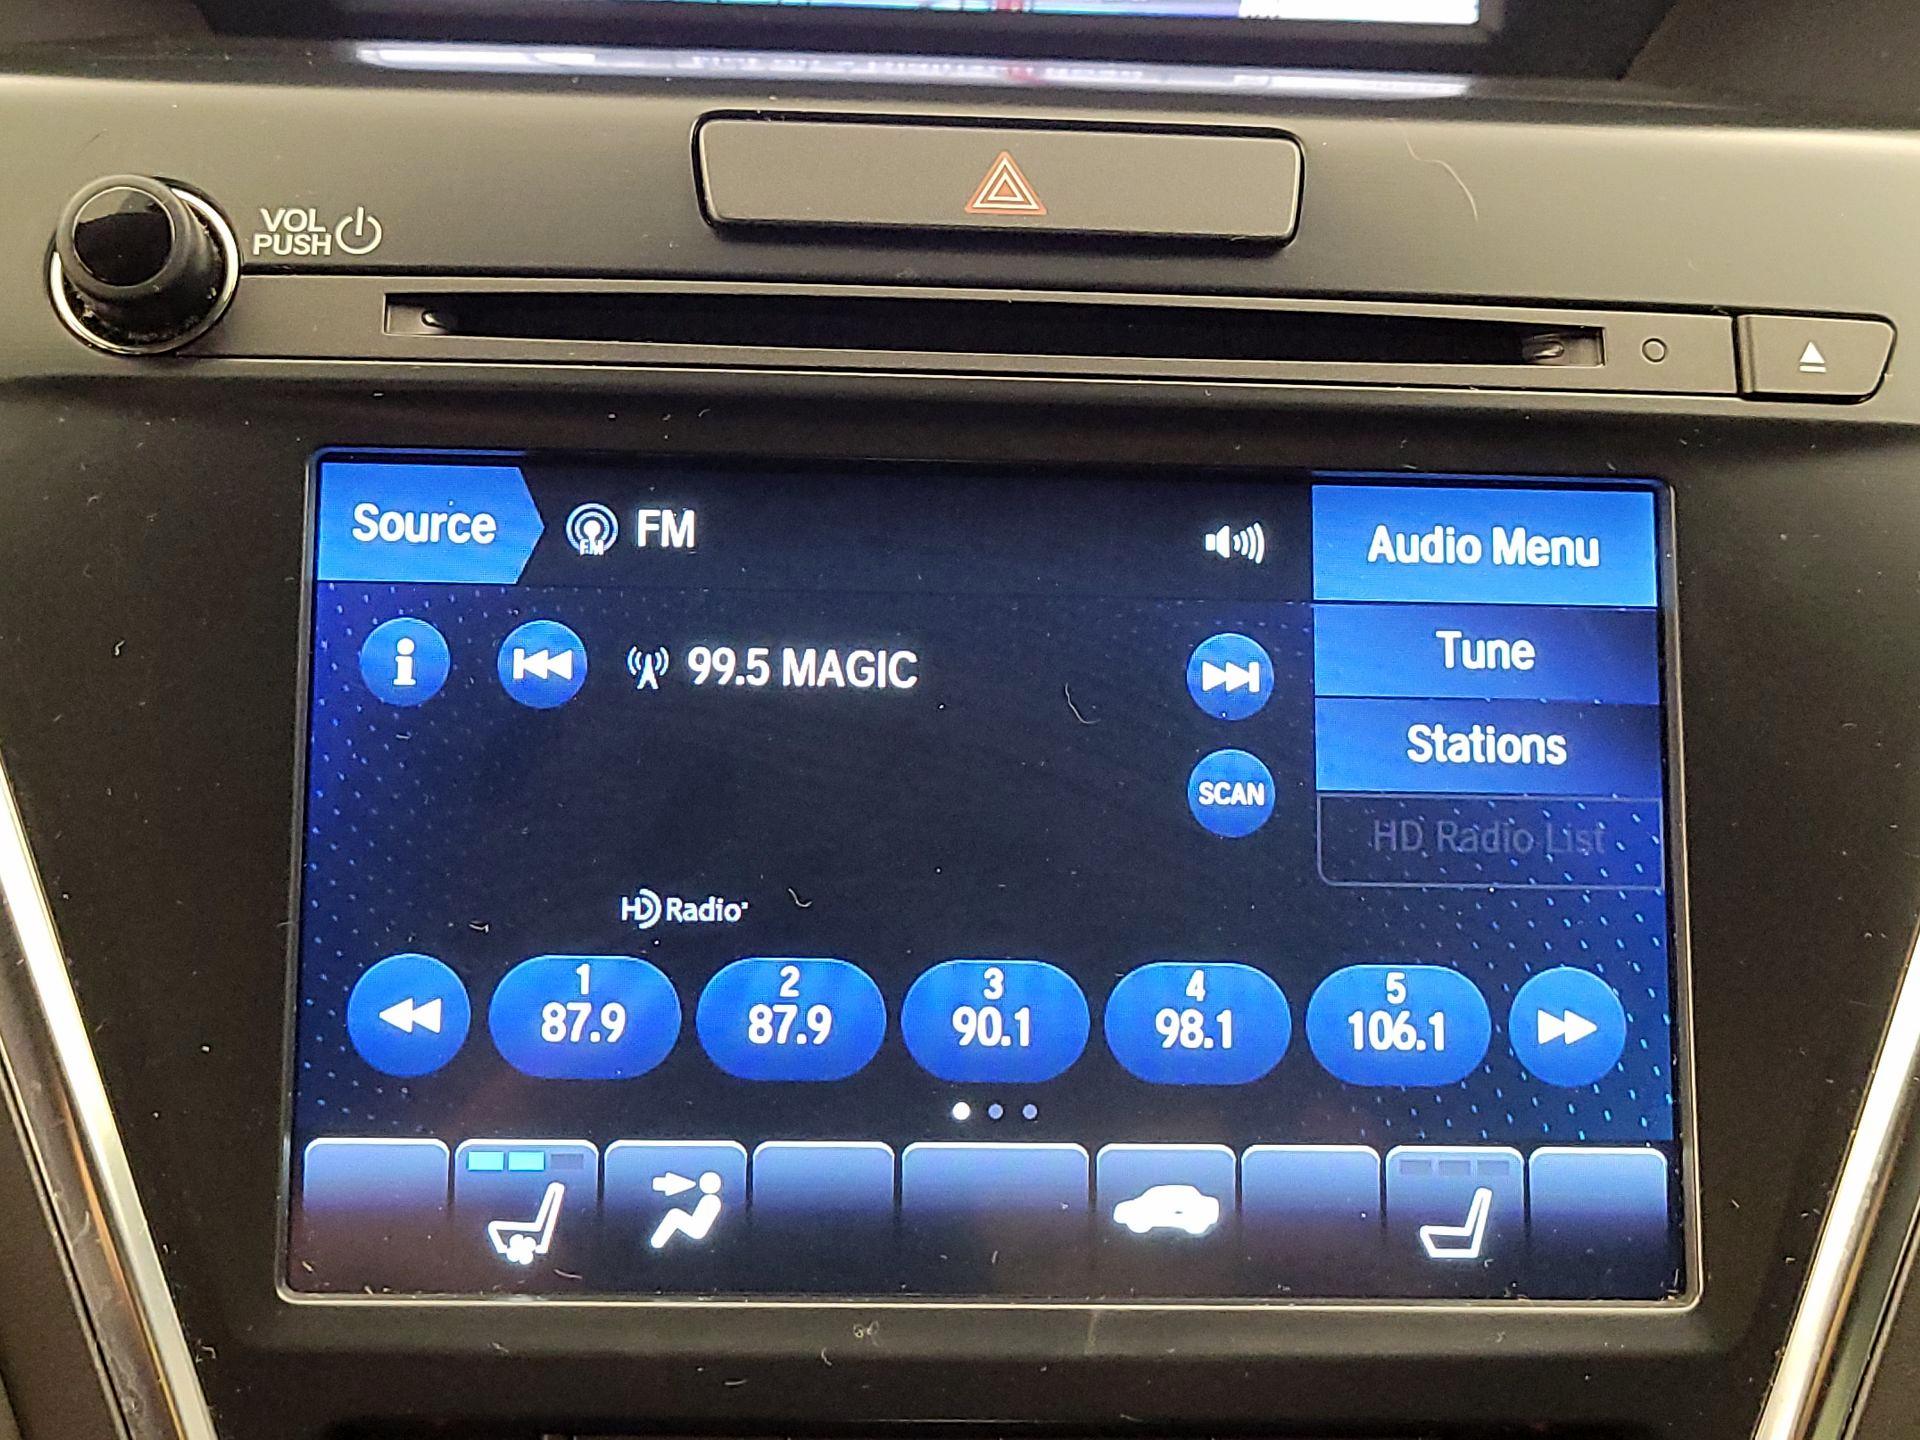 VOL
PUSH
Source
FM
FM
Audio Menu
99.5 MAGIC
Tune
Stations
SCAN
HD Radio List
HD Radio
1
87.9
2
87.9
3
90.1
4
98.1
5
106.1